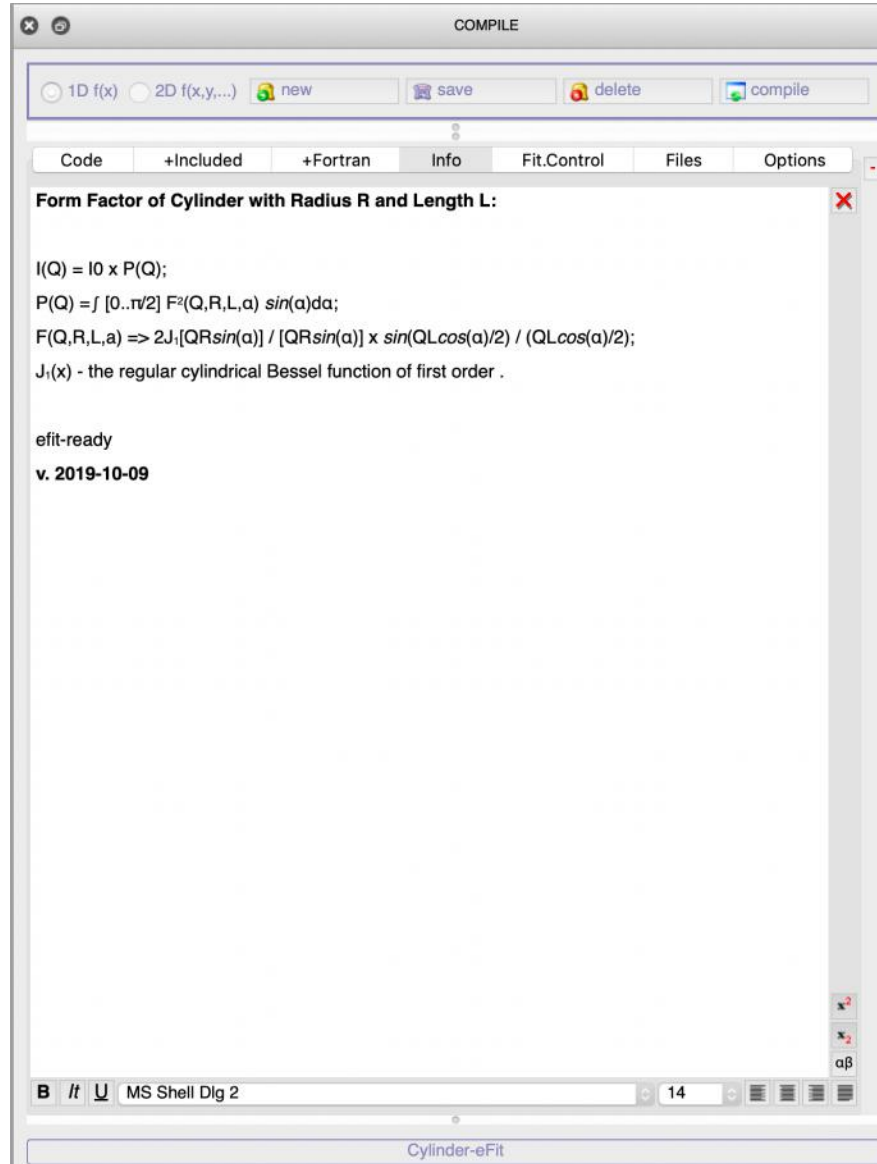 COMPILE
1D f(x) 2D f(x,y,...) new save delete compile
Code +Included +Fortran Info Fit.Control Files Options
Form Factor of Cylinder with Radius R and Length L:
I(Q) = I0 x P(Q);
P(Q) =∫ [0..π/2] F²(Q,R,L,α) sin(α)dα;
F(Q,R,L,a) => 2J₁[QRsin(α)] / [QRsin(α)] x sin(QLcos(α)/2) / (QLcos(α)/2);
J₁(x) - the regular cylindrical Bessel function of first order .
efit-ready
v. 2019-10-09
x²
x₂
αβ
B It U MS Shell Dlg 2 14
Cylinder-eFit